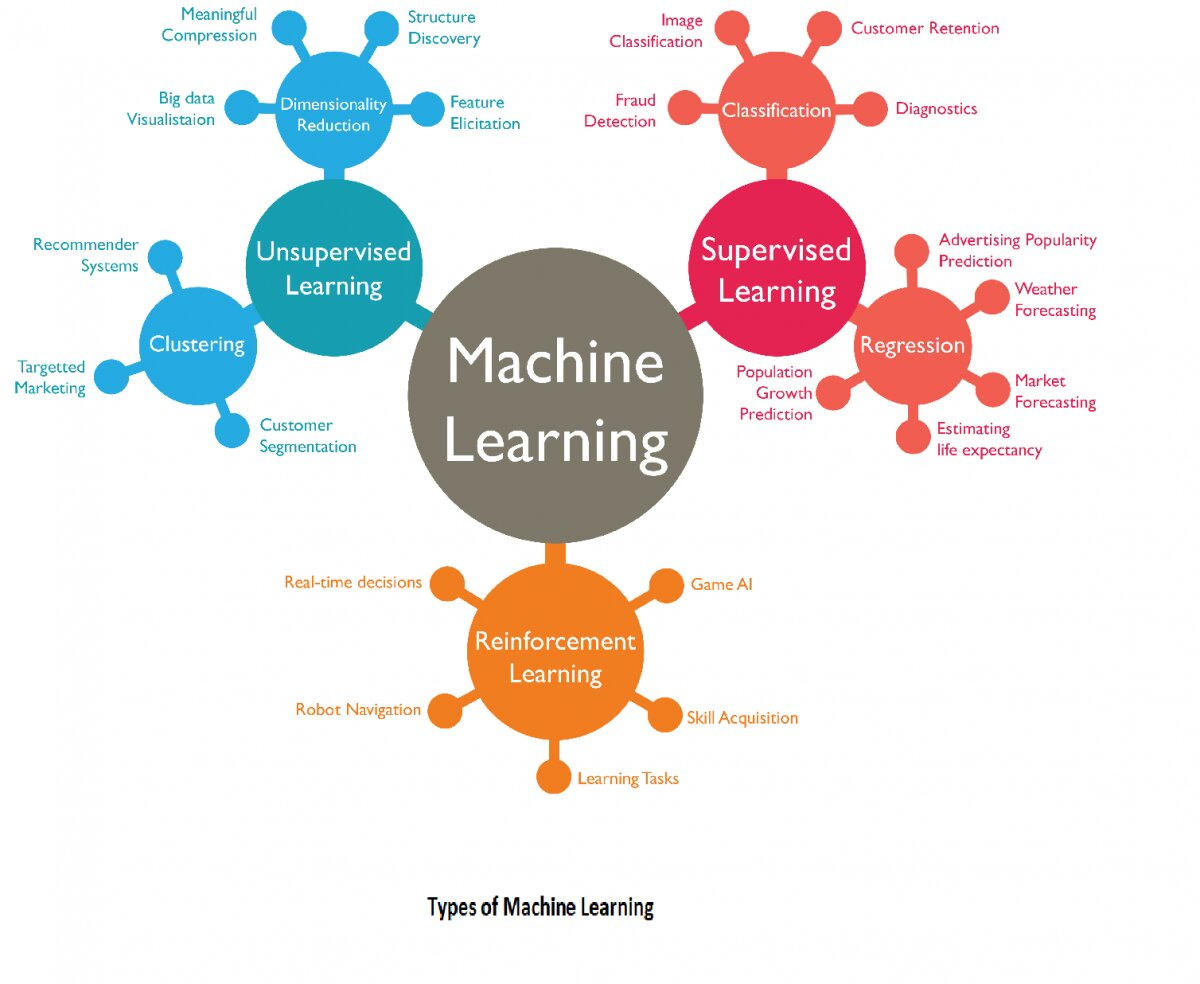 Meaningful
Compression
Structure
Discovery
Big data
Visualistaion
Dimensionality
Reduction
Feature
Elicitation
Image
Classification
Customer Retention
Fraud
Detection
Classification
Diagnostics
Recommender
Systems
Unsupervised
Learning
Clustering
Targetted
Marketing
Customer
Segmentation
Machine
Learning
Supervised
Learning
Advertising Popularity
Prediction
Weather
Forecasting
Regression
Population
Growth
Prediction
Market
Forecasting
Estimating
life expectancy
Real-time decisions
Game AI
Reinforcement
Learning
Robot Navigation
Skill Acquisition
Learning Tasks
Types of Machine Learning